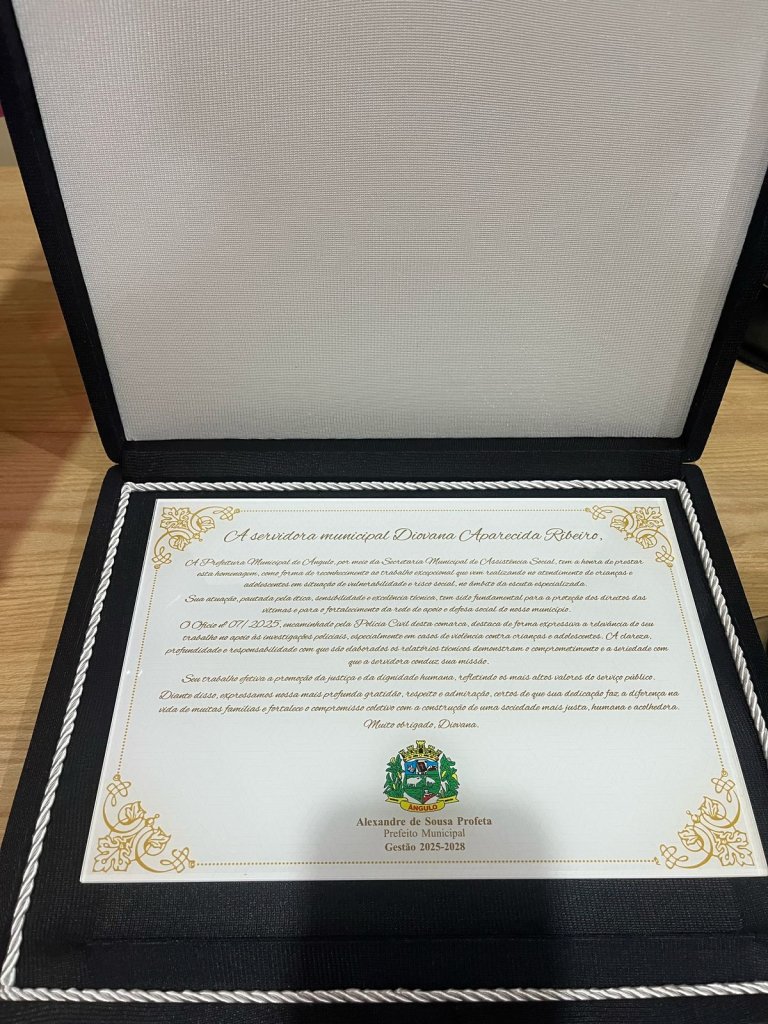 A servidora municipal Diovana Aparecida Ribeiro,
A Prefeitura Municipal de Ângulo, por meio da Secretaria Municipal de Assistência Social, tem a honra de prestar
esta homenagem, como forma de reconhecimento ao trabalho excepcional que vem realizando no atendimento de crianças e
adolescentes em situação de vulnerabilidade e risco social, no âmbito da escuta especializada.
Sua atuação, pautada pela ética, sensibilidade e excelência técnica, tem sido fundamental para a proteção dos direitos das
vítimas e para o fortalecimento da rede de apoio e defesa social do nosso município.
O Ofício nº 07/2025, encaminhado pela Polícia Civil desta comarca, destaca de forma expressiva a relevância do seu
trabalho no apoio às investigações policiais, especialmente em casos de violência contra crianças e adolescentes. A clareza,
profundidade e responsabilidade com que são elaborados os relatórios técnicos demonstram o comprometimento e a seriedade com
que a servidora conduz sua missão.
Seu trabalho efetiva a promoção da justiça e da dignidade humana, refletindo os mais altos valores do serviço público.
Diante disso, expressamos nossa mais profunda gratidão, respeito e admiração, certos de que sua dedicação faz a diferença na
vida de muitas famílias e fortalece o compromisso coletivo com a construção de uma sociedade mais justa, humana e acolhedora.
Muito obrigado, Diovana.
ÂNGULO
Alexandre de Sousa Profeta
Prefeito Municipal
Gestão 2025-2028